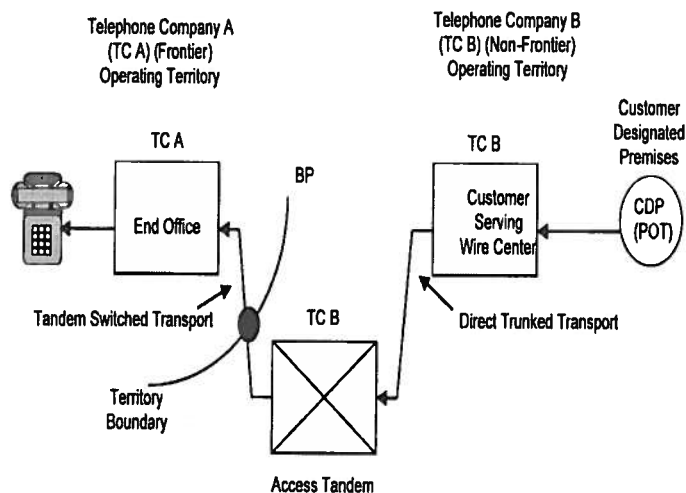 Telephone Company A
(TC A) (Frontier)
Operating Territory
Telephone Company B
(TC B) (Non-Frontier)
Operating Territory
Customer
Designated
Premises
TC A
BP
TC B
End Office
Customer
Serving
Wire Center
CDP
(POT)
Tandem Switched Transport
TC B
Direct Trunked Transport
Territory
Boundary
Access Tandem